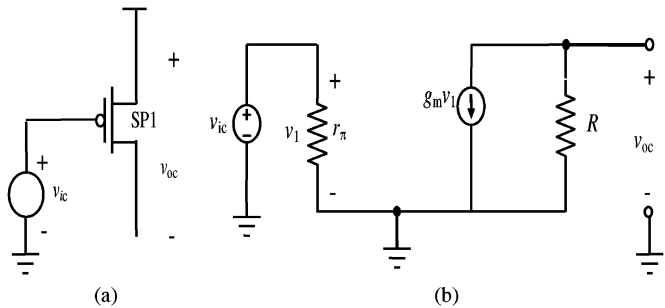 +
SP1
+
v_ic
-
v_oc
-
(a)
v_ic
+
-
+
v_1
r_π
-
g_m v_1
R
+
v_oc
-
(b)